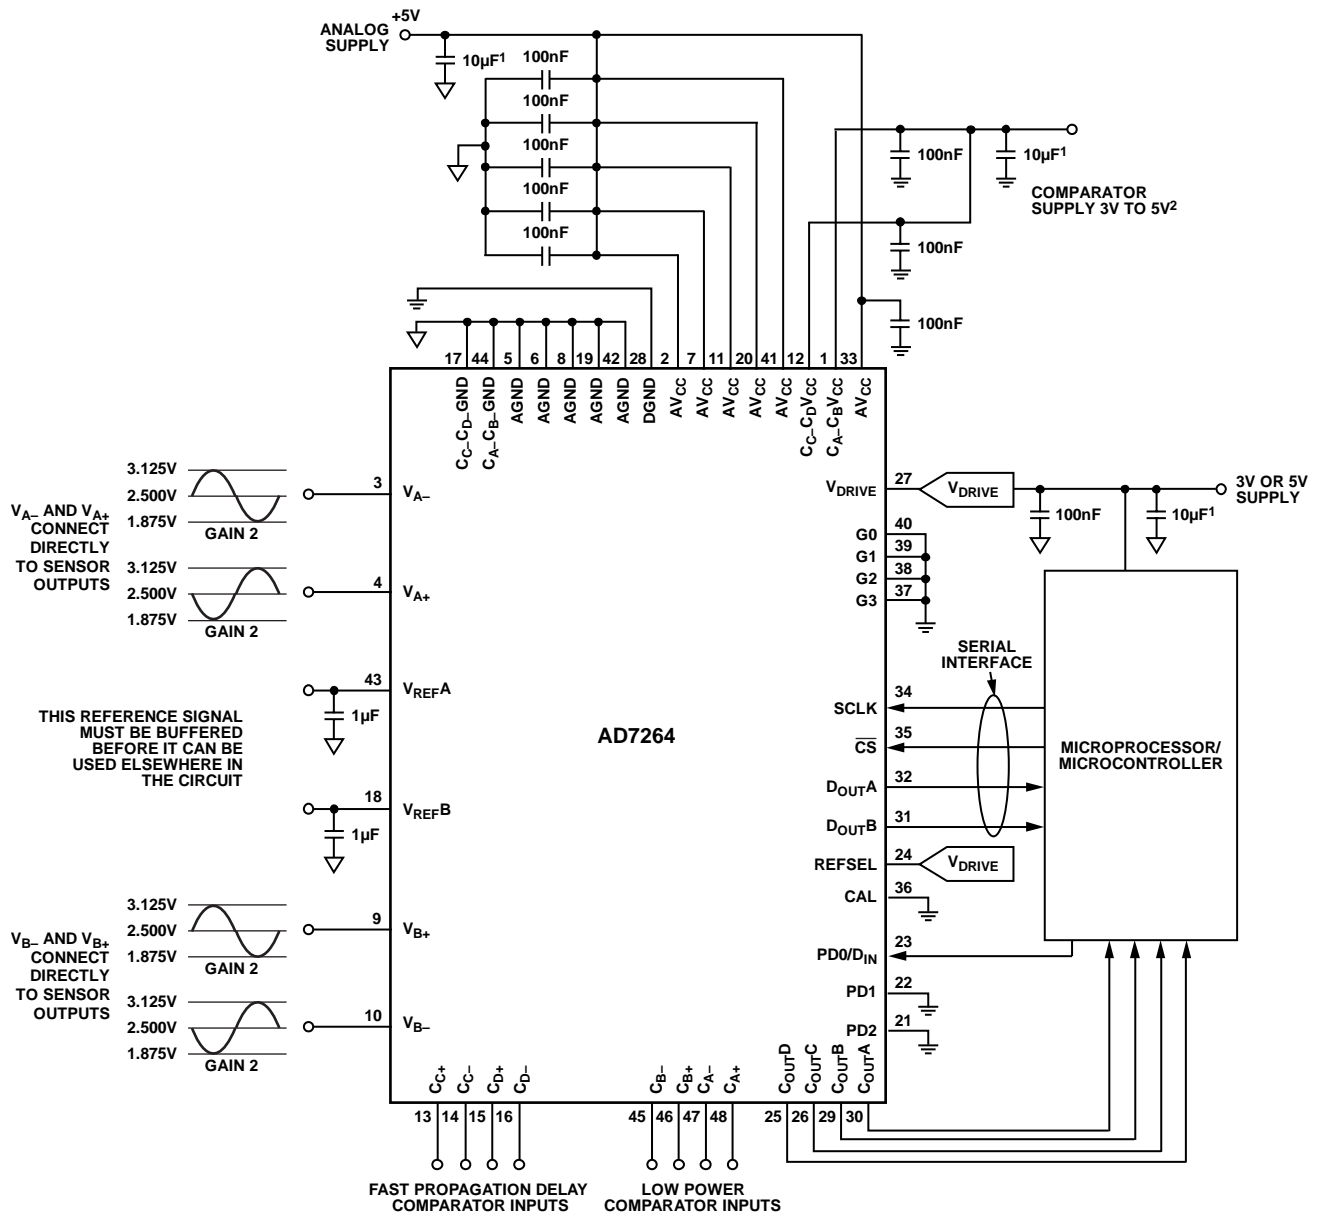 +5V
ANALOG
SUPPLY
10µF1
100nF
100nF
100nF
100nF
100nF
100nF
10µF1
COMPARATOR
SUPPLY 3V TO 5V2
100nF
100nF
17 44 5 6 8 19 42 28 2 7 11 20 41 12 1 33
CC–CD–GND
CA–CB–GND
AGND
AGND
AGND
AGND
AGND
DGND
AVCC
AVCC
AVCC
AVCC
AVCC
CC–CDVCC
CA–CBVCC
AVCC
VA– AND VA+
CONNECT
DIRECTLY
TO SENSOR
OUTPUTS
3.125V
2.500V
1.875V
GAIN 2
3
VA–
3.125V
2.500V
1.875V
GAIN 2
4
VA+
43
VREFA
1µF
THIS REFERENCE SIGNAL
MUST BE BUFFERED
BEFORE IT CAN BE
USED ELSEWHERE IN
THE CIRCUIT
18
VREFB
1µF
VB– AND VB+
CONNECT
DIRECTLY
TO SENSOR
OUTPUTS
3.125V
2.500V
1.875V
GAIN 2
9
VB+
3.125V
2.500V
1.875V
GAIN 2
10
VB–
AD7264
VDRIVE
27
VDRIVE
3V OR 5V
SUPPLY
100nF
10µF1
G0
40
G1
39
G2
38
G3
37
SERIAL
INTERFACE
SCLK
34
CS
35
DOUTA
32
DOUTB
31
REFSEL
24
VDRIVE
CAL
36
PD0/DIN
23
PD1
22
PD2
21
MICROPROCESSOR/
MICROCONTROLLER
CC+
CC–
CD+
CD–
CB–
CB+
CA–
CA+
COUTD
COUTC
COUTB
COUTA
13 14 15 16 45 46 47 48 25 26 29 30
FAST PROPAGATION DELAY
COMPARATOR INPUTS
LOW POWER
COMPARATOR INPUTS